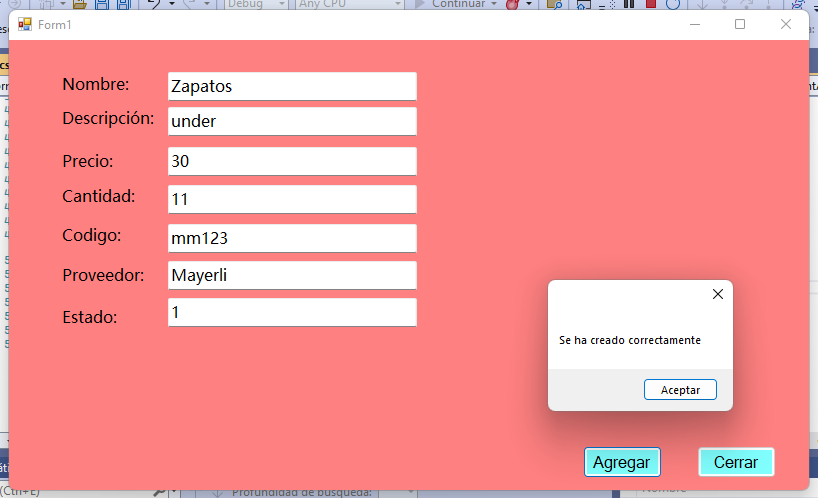 Debug
Any CPU
Continuar
Form1
Nombre: Zapatos
Descripción: under
Precio: 30
Cantidad: 11
Codigo: mm123
Proveedor: Mayerli
Estado: 1
Se ha creado correctamente
Aceptar
Agregar Cerrar
(Ctrl+E)
Profundidad de búsqueda:
Nombre